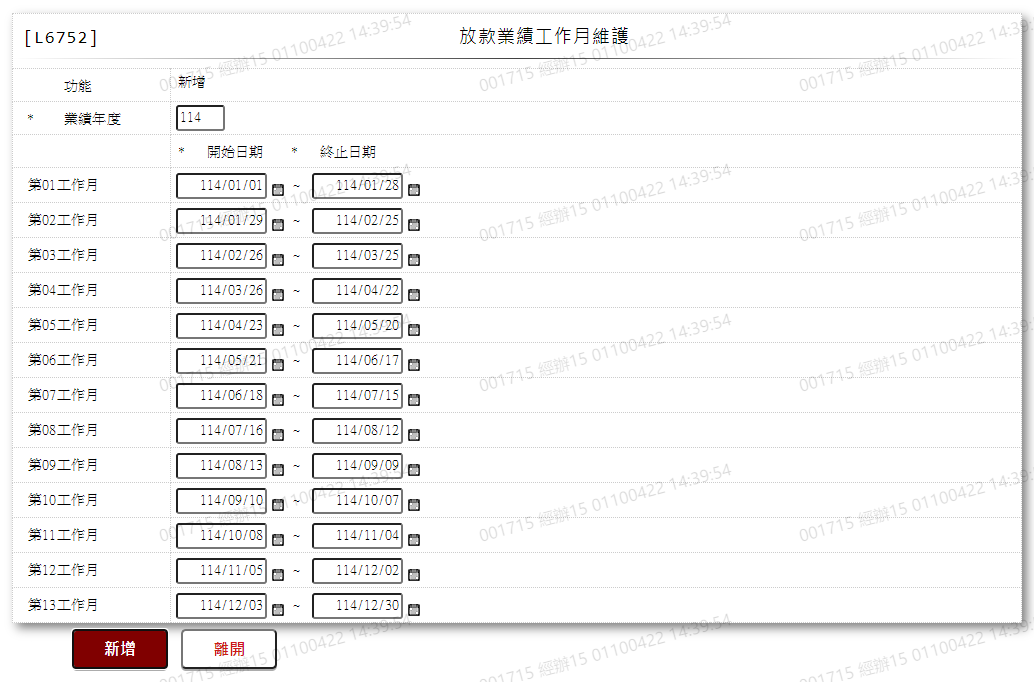 [L6752] 放款業績工作月維護
功能 新增
* 業績年度 114
* 開始日期 * 終止日期
第01工作月 114/01/01 ~ 114/01/28
第02工作月 114/01/29 ~ 114/02/25
第03工作月 114/02/26 ~ 114/03/25
第04工作月 114/03/26 ~ 114/04/22
第05工作月 114/04/23 ~ 114/05/20
第06工作月 114/05/21 ~ 114/06/17
第07工作月 114/06/18 ~ 114/07/15
第08工作月 114/07/16 ~ 114/08/12
第09工作月 114/08/13 ~ 114/09/09
第10工作月 114/09/10 ~ 114/10/07
第11工作月 114/10/08 ~ 114/11/04
第12工作月 114/11/05 ~ 114/12/02
第13工作月 114/12/03 ~ 114/12/30
新增 離開
001715 經辦15 01100422 14:39:54